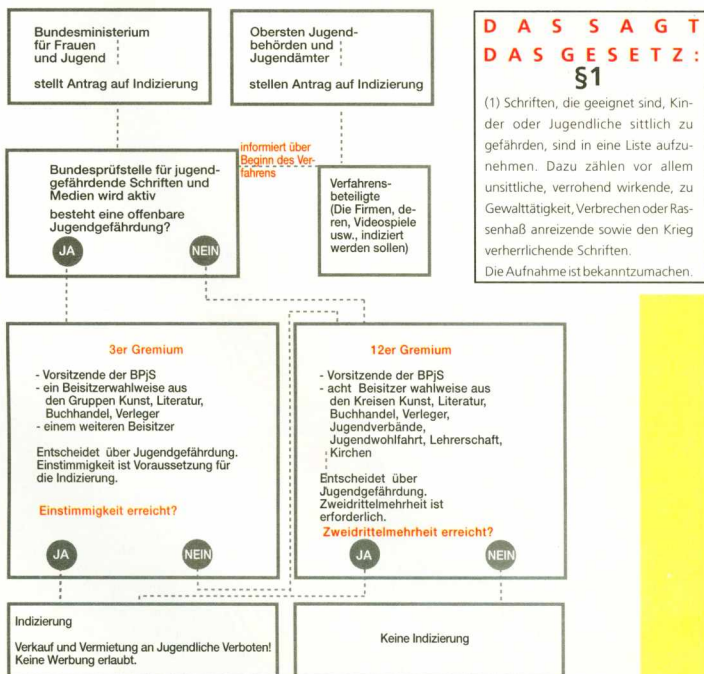 Bundesministerium
für Frauen
und Jugend
stellt Antrag auf Indizierung
Obersten Jugend-
behörden und
Jugendämter
stellen Antrag auf Indizierung
D A S S A G T
D A S G E S E T Z :
§1
(1) Schriften, die geeignet sind, Kin-
der oder Jugendliche sittlich zu
gefährden, sind in eine Liste aufzu-
nehmen. Dazu zählen vor allem
unsittliche, verrohend wirkende, zu
Gewalttätigkeit, Verbrechen oder Ras-
senhaß anreizende sowie den Krieg
verherrlichende Schriften.
Die Aufnahme ist bekanntzumachen.
Bundesprüfstelle für jugend-
gefährdende Schriften und
Medien wird aktiv
besteht eine offenbare
Jugendgefährdung?
JA
NEIN
informiert über
Beginn des Ver-
fahrens
Verfahrens-
beteiligte
(Die Firmen, de-
ren, Videospiele
usw., indiziert
werden sollen)
3er Gremium
- Vorsitzende der BPjS
- ein Beisitzerwahlweise aus
den Gruppen Kunst, Literatur,
Buchhandel, Verleger
- einem weiteren Beisitzer
Entscheidet über Jugendgefährdung.
Einstimmigkeit ist Voraussetzung für
die Indizierung.
Einstimmigkeit erreicht?
JA
NEIN
12er Gremium
- Vorsitzende der BPjS
- acht Beisitzer wahlweise aus
den Kreisen Kunst, Literatur,
Buchhandel, Verleger,
Jugendverbände,
Jugendwohlfahrt, Lehrerschaft,
Kirchen
Entscheidet über
Jugendgefährdung.
Zweidrittelmehrheit ist
erforderlich.
Zweidrittelmehrheit erreicht?
JA
NEIN
Indizierung
Verkauf und Vermietung an Jugendliche Verboten!
Keine Werbung erlaubt.
Keine Indizierung